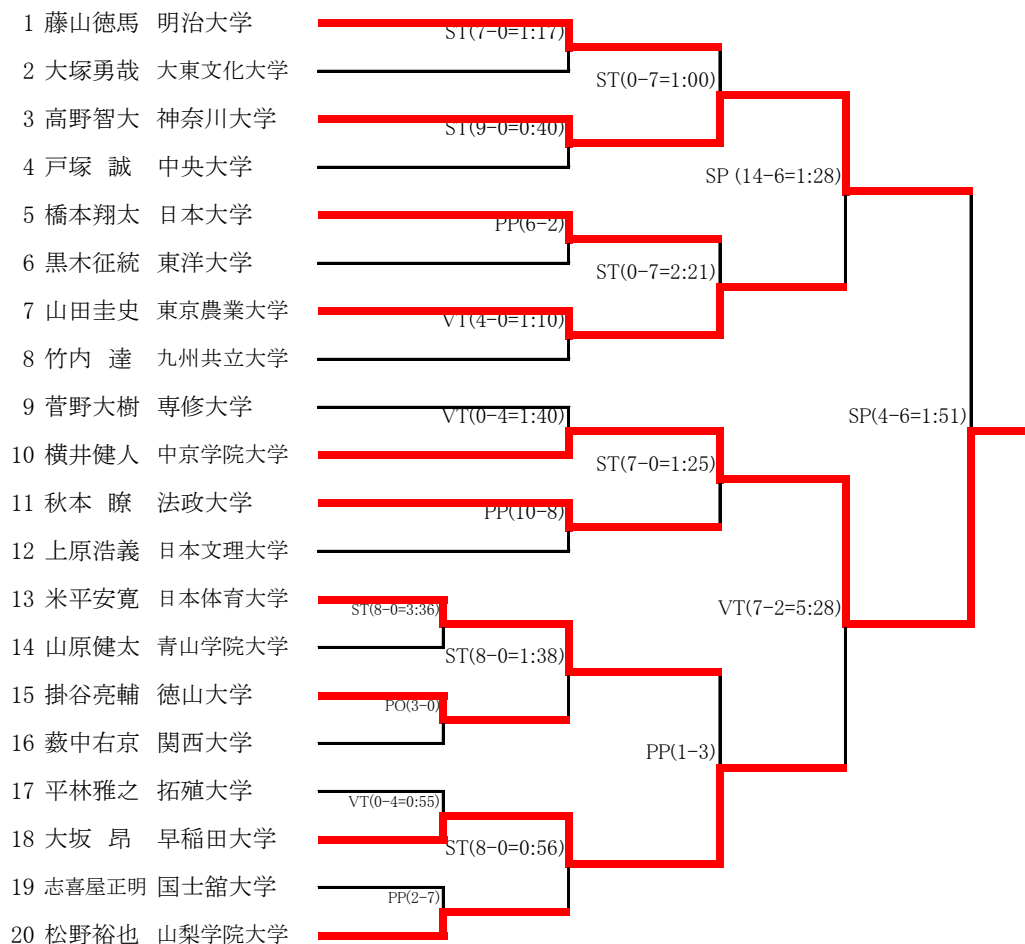 1 藤山徳馬 明治大学
ST(7-0=1:17)
2 大塚勇哉 大東文化大学
ST(0-7=1:00)
3 高野智大 神奈川大学
ST(9-0=0:40)
4 戸塚 誠 中央大学
SP (14-6=1:28)
5 橋本翔太 日本大学
PP(6-2)
6 黒木征統 東洋大学
ST(0-7=2:21)
7 山田圭史 東京農業大学
VT(4-0=1:10)
8 竹内 達 九州共立大学
9 菅野大樹 専修大学
VT(0-4=1:40)
SP(4-6=1:51)
10 横井健人 中京学院大学
ST(7-0=1:25)
11 秋本 瞭 法政大学
PP(10-8)
12 上原浩義 日本文理大学
13 米平安寛 日本体育大学
ST(8-0=3:36)
VT(7-2=5:28)
14 山原健太 青山学院大学
ST(8-0=1:38)
15 掛谷亮輔 徳山大学
PO(3-0)
16 薮中右京 関西大学
PP(1-3)
17 平林雅之 拓殖大学
VT(0-4=0:55)
18 大坂 昂 早稲田大学
ST(8-0=0:56)
19 志喜屋正明 国士舘大学
PP(2-7)
20 松野裕也 山梨学院大学